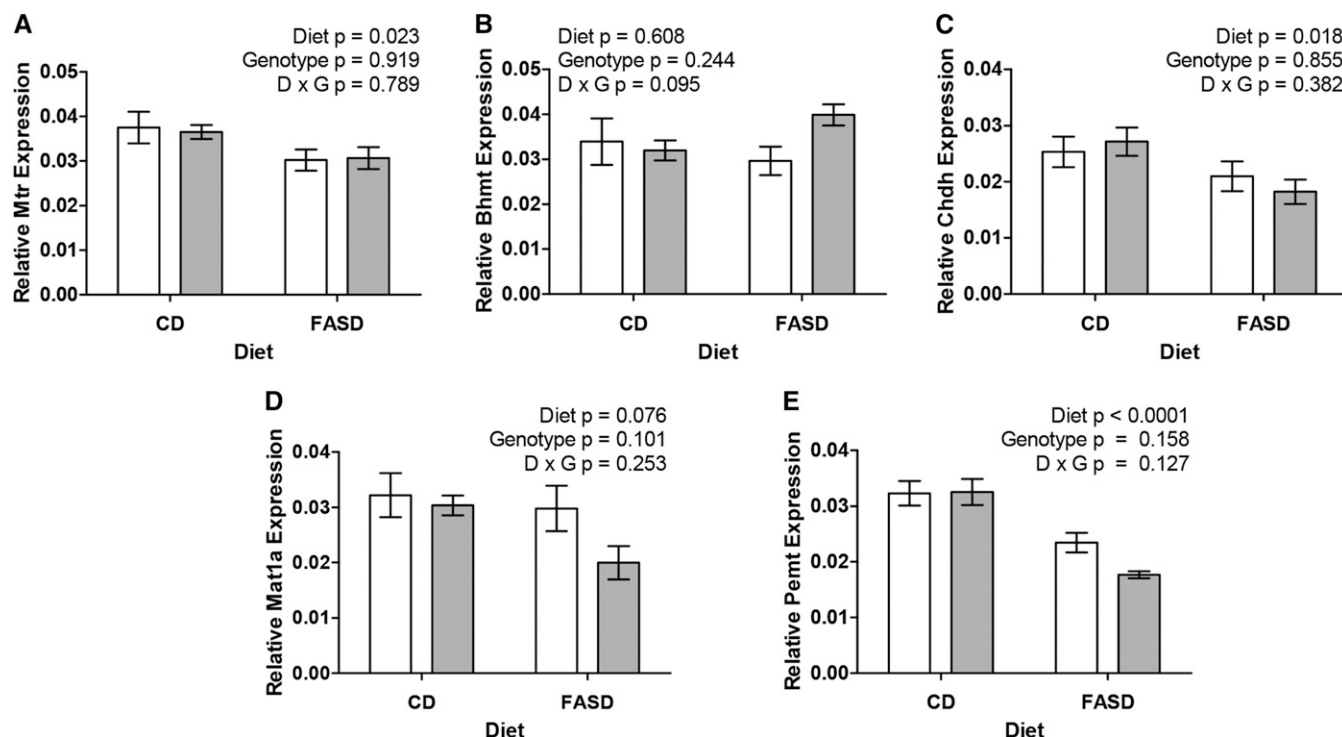 A
Diet p = 0.023
Genotype p = 0.919
D x G p = 0.789
Relative Mtr Expression
0.05
0.04
0.03
0.02
0.01
0.00
CD
FASD
Diet
B
Diet p = 0.608
Genotype p = 0.244
D x G p = 0.095
Relative Bhmt Expression
0.05
0.04
0.03
0.02
0.01
0.00
CD
FASD
Diet
C
Diet p = 0.018
Genotype p = 0.855
D x G p = 0.382
Relative Chdh Expression
0.04
0.03
0.02
0.01
0.00
CD
FASD
Diet
D
Diet p = 0.076
Genotype p = 0.101
D x G p = 0.253
Relative Mat1a Expression
0.04
0.03
0.02
0.01
0.00
CD
FASD
Diet
E
Diet p < 0.0001
Genotype p = 0.158
D x G p = 0.127
Relative Pemt Expression
0.04
0.03
0.02
0.01
0.00
CD
FASD
Diet